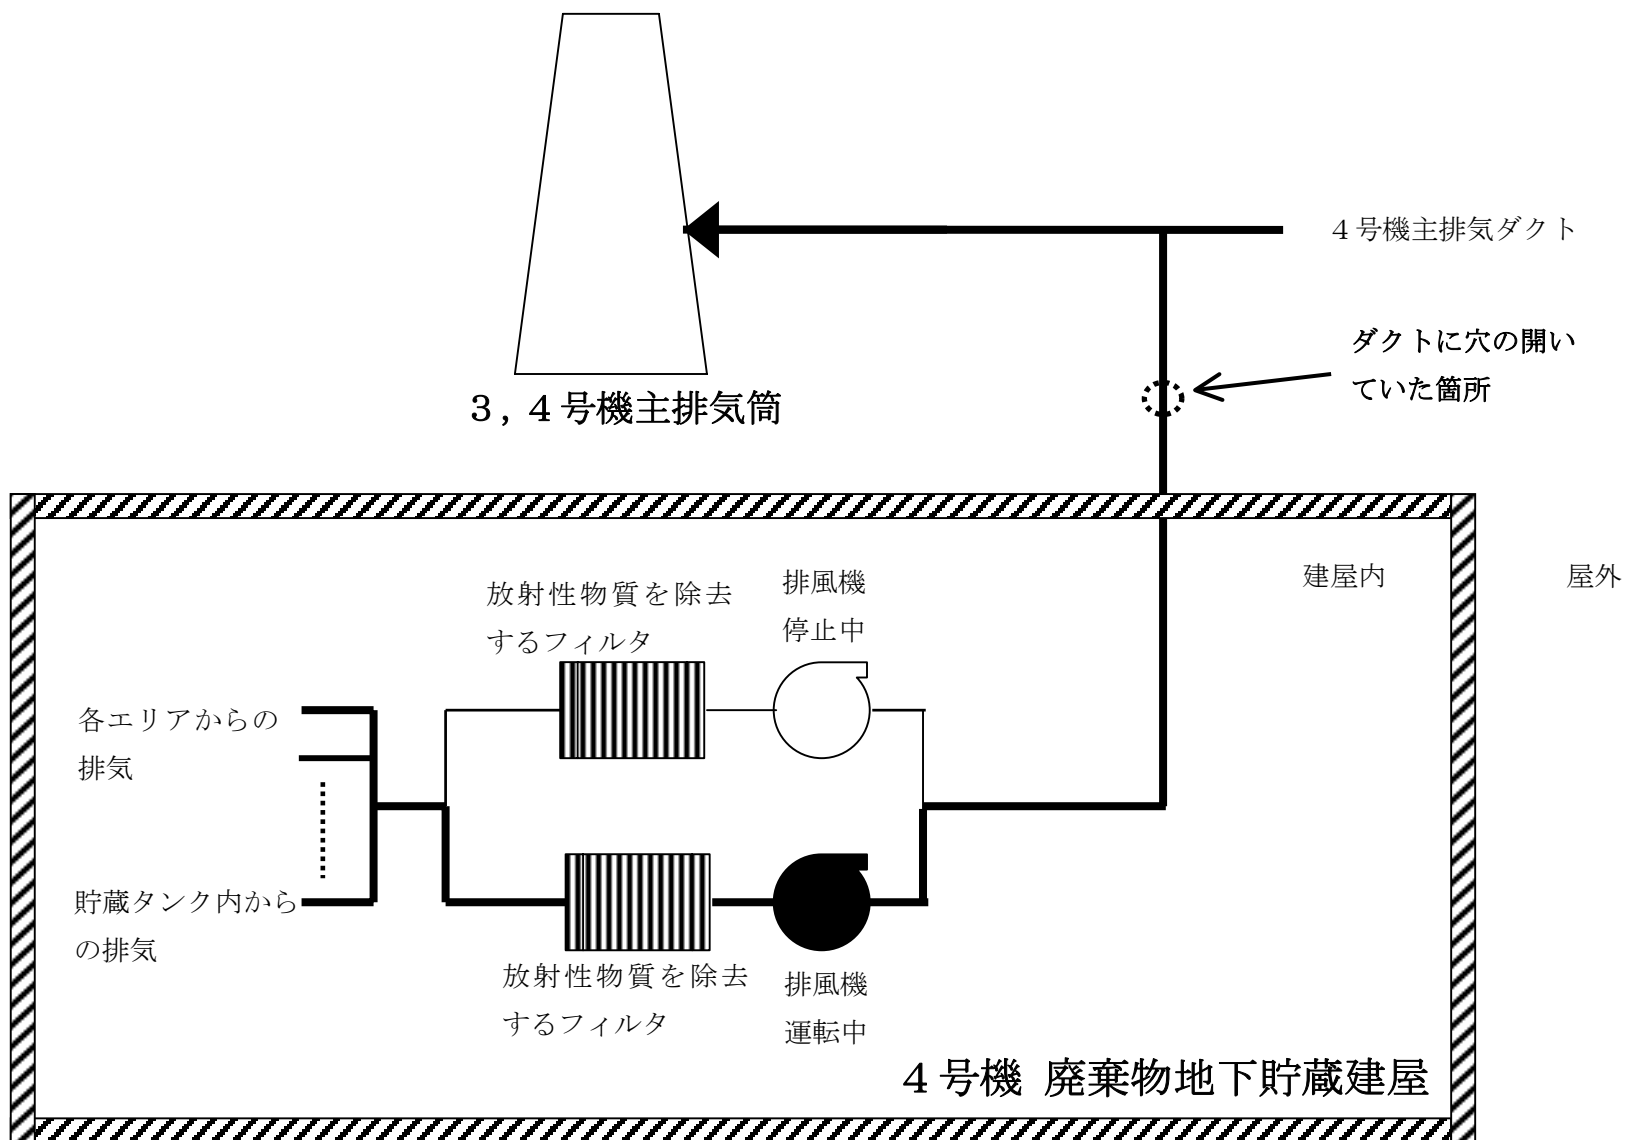 ４号機主排気ダクト
ダクトに穴の開い
ていた箇所
３，４号機主排気筒
建屋内
屋外
放射性物質を除去
するフィルタ
排風機
停止中
各エリアからの
排気
貯蔵タンク内から
の排気
放射性物質を除去
するフィルタ
排風機
運転中
４号機 廃棄物地下貯蔵建屋